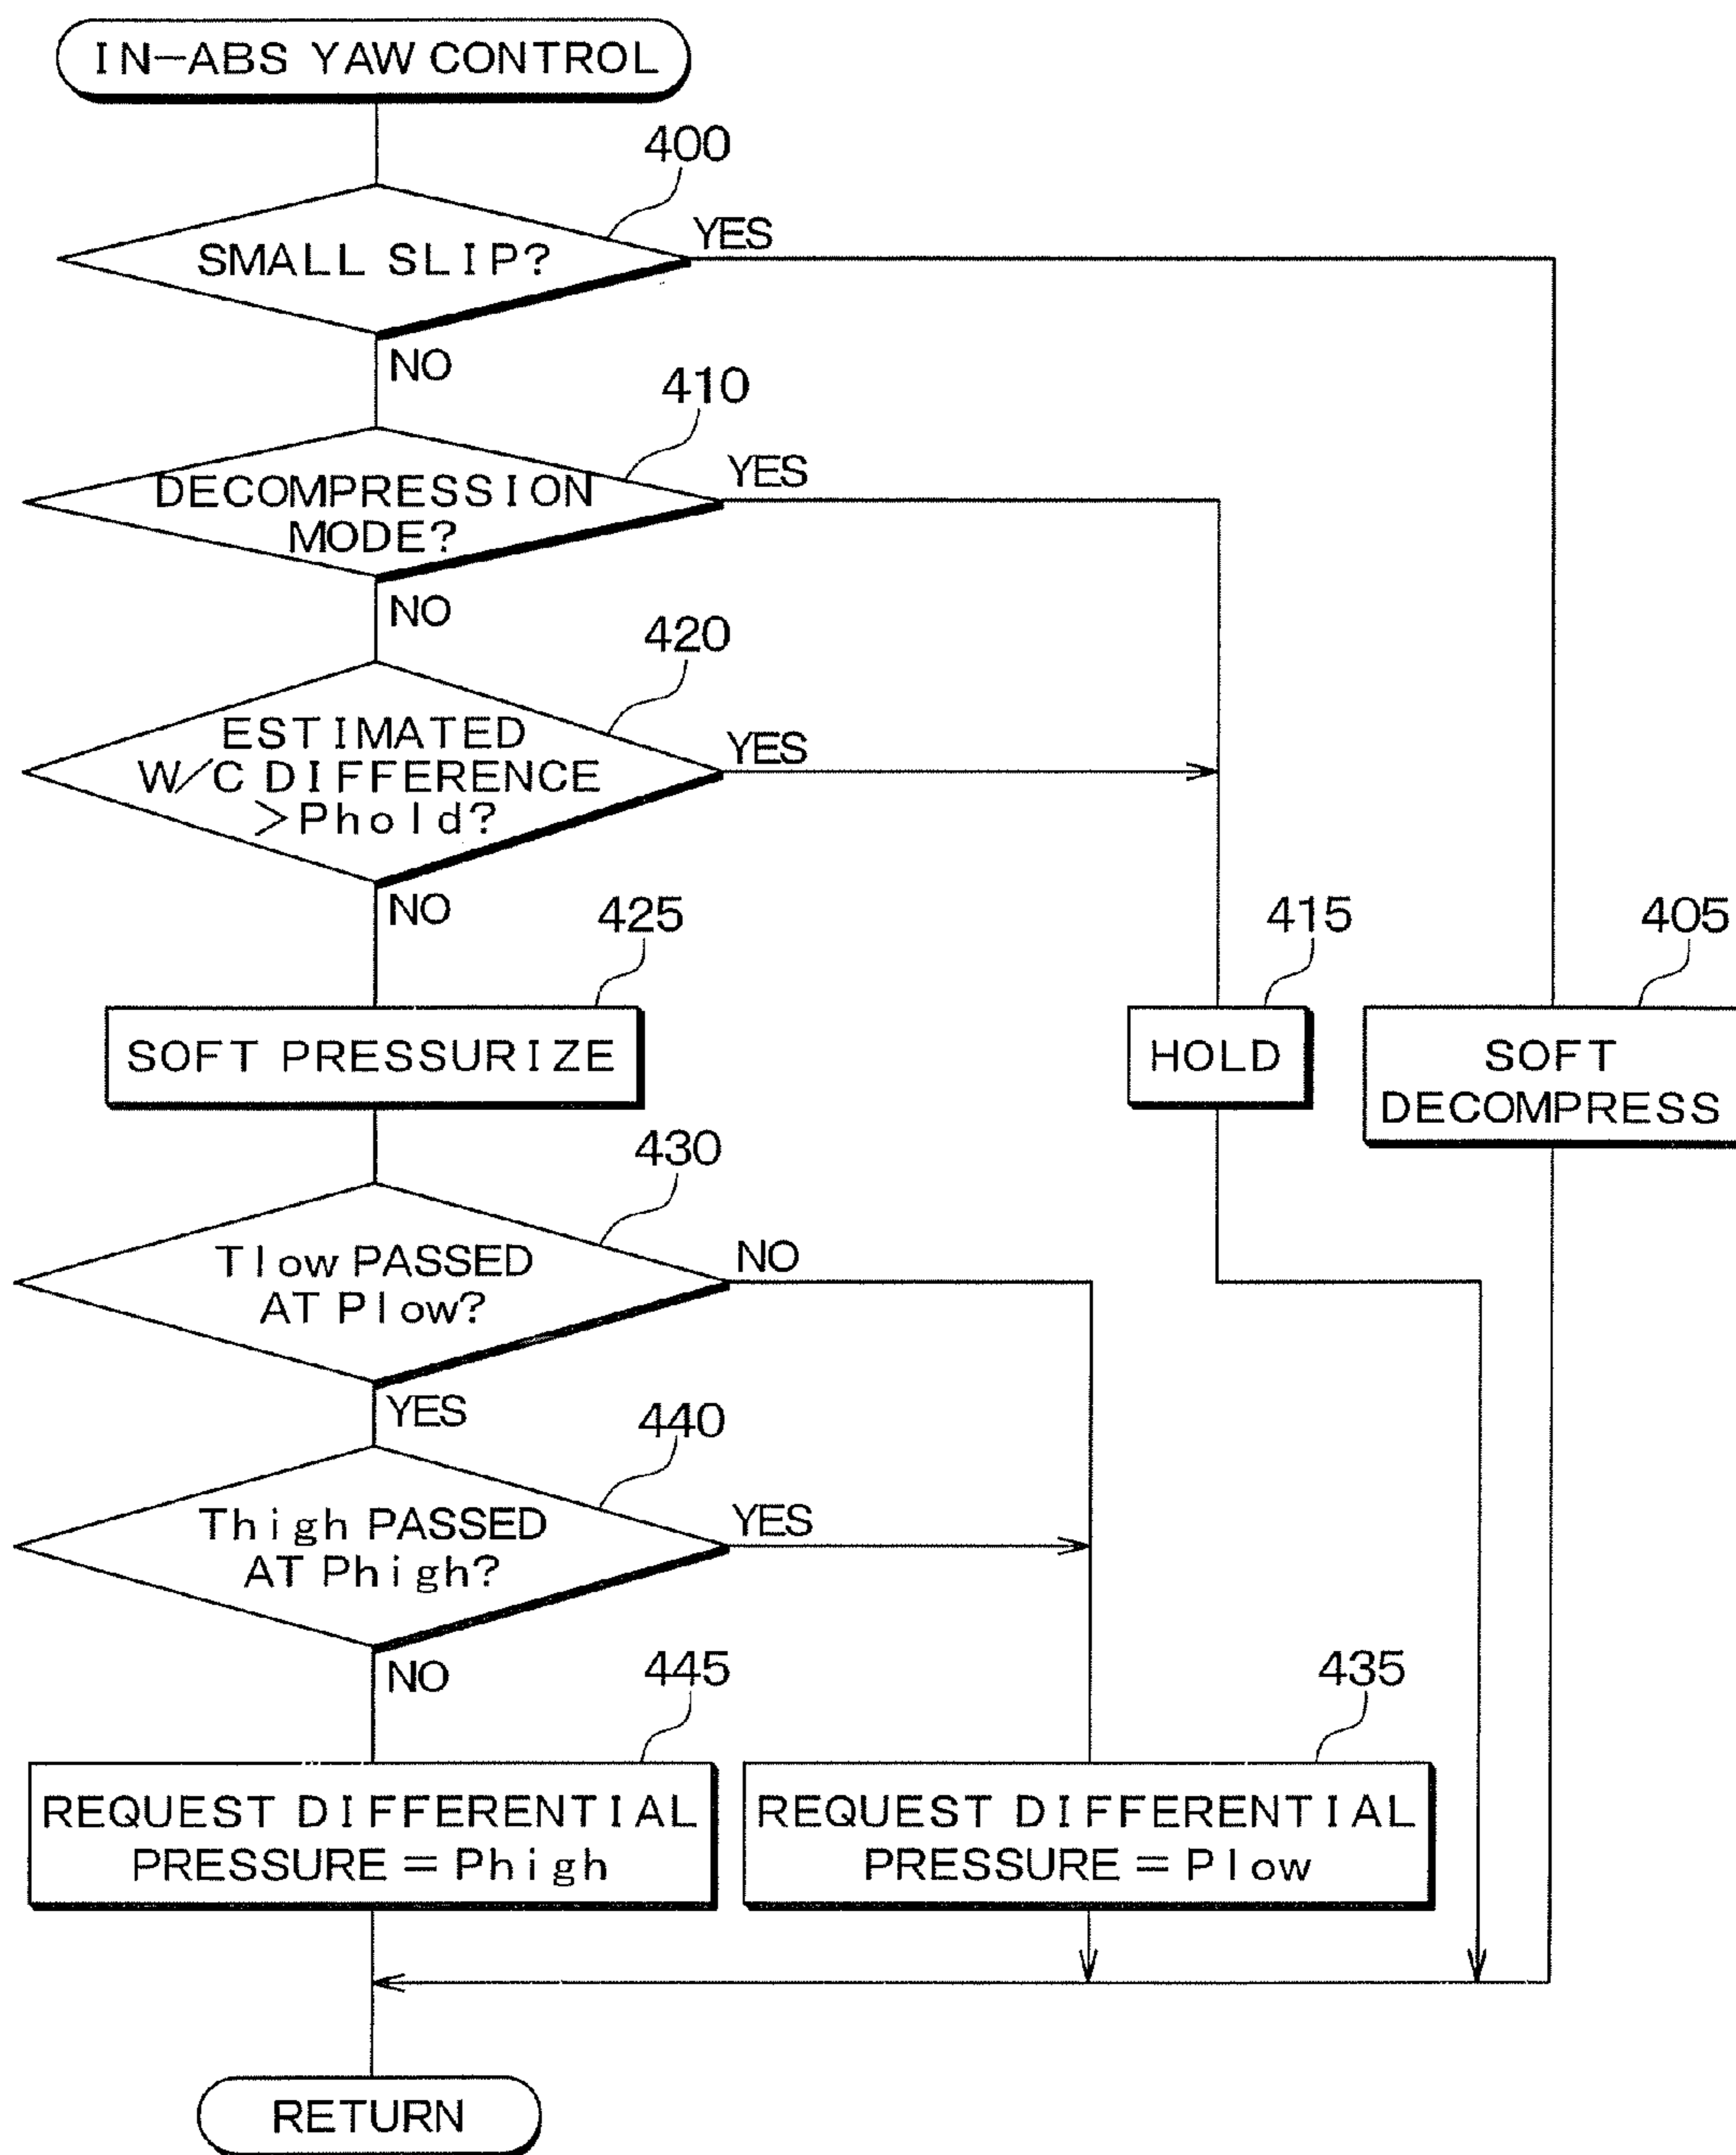 IN-ABS YAW CONTROL
400
SMALL SLIP?
YES
NO
410
DECOMPRESSION
MODE?
YES
NO
420
ESTIMATED
W/C DIFFERENCE
>Phold?
YES
NO
425
SOFT PRESSURIZE
415
HOLD
405
SOFT
DECOMPRESS
430
Tlow PASSED
AT Plow?
NO
YES
440
Thigh PASSED
AT Phigh?
YES
NO
445
REQUEST DIFFERENTIAL
PRESSURE = Phigh
435
REQUEST DIFFERENTIAL
PRESSURE = Plow
RETURN